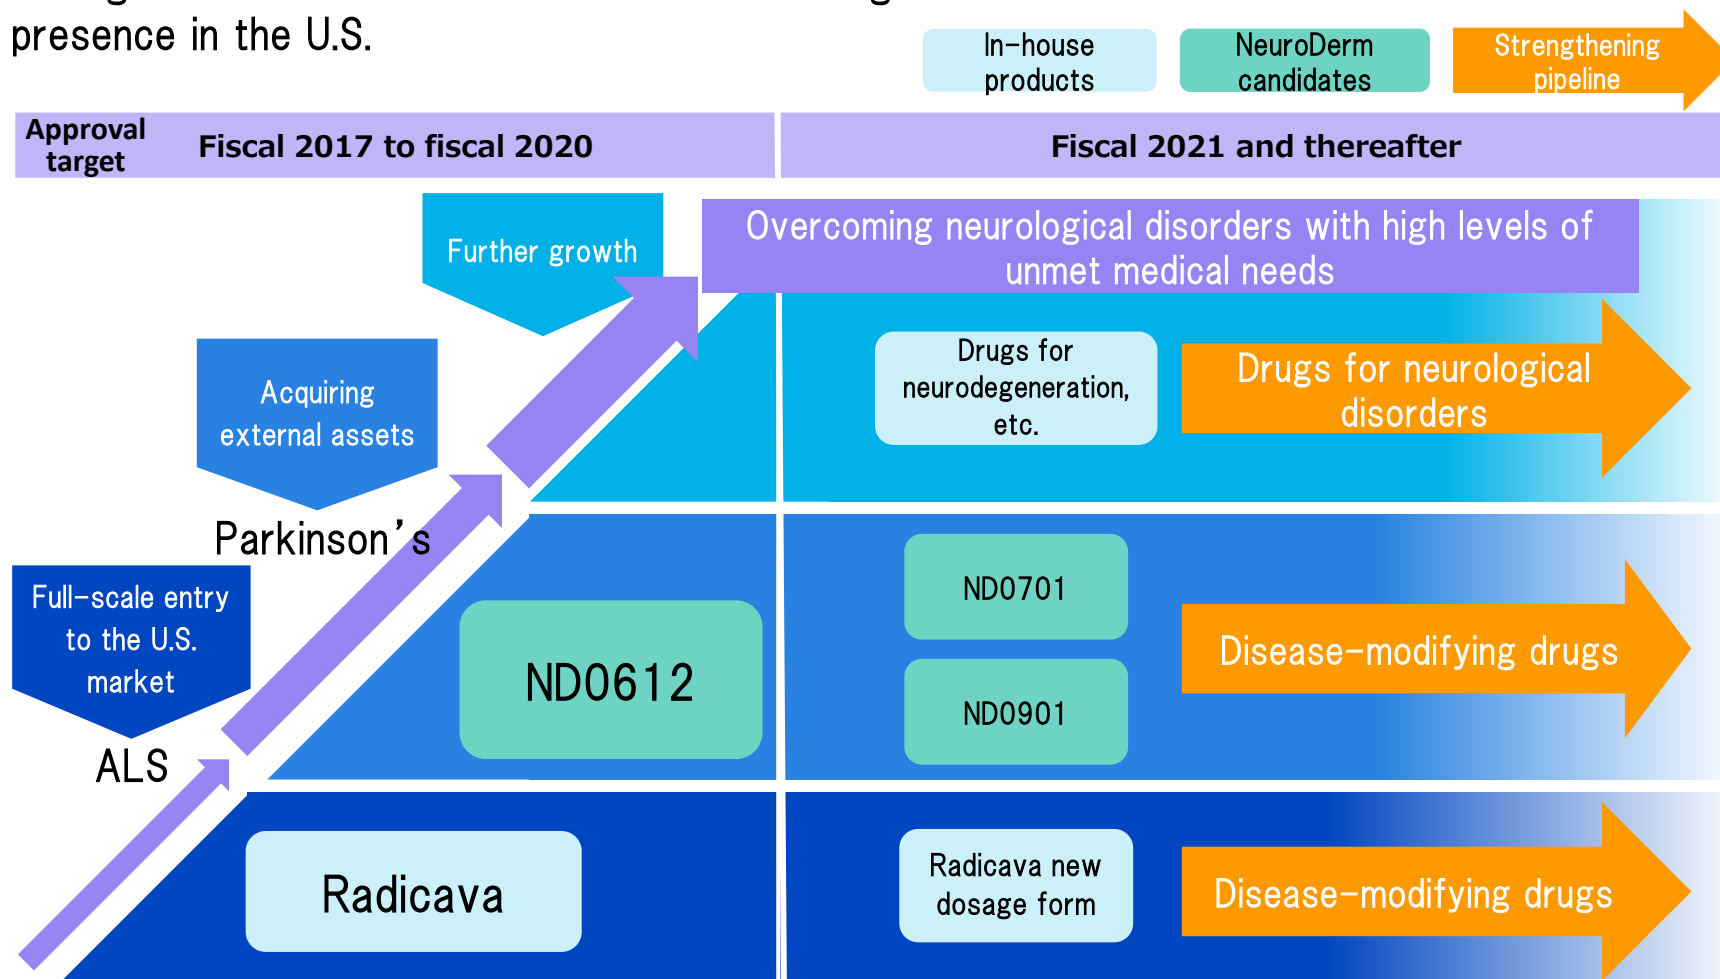 presence in the U.S.
In-house
products
NeuroDerm
candidates
Strengthening
pipeline
Approval
target
Fiscal 2017 to fiscal 2020
Fiscal 2021 and thereafter
Further growth
Overcoming neurological disorders with high levels of
unmet medical needs
Acquiring
external assets
Drugs for
neurodegeneration,
etc.
Drugs for neurological
disorders
Parkinson's
Full-scale entry
to the U.S.
market
ND0612
ND0701
ND0901
Disease-modifying drugs
ALS
Radicava
Radicava new
dosage form
Disease-modifying drugs